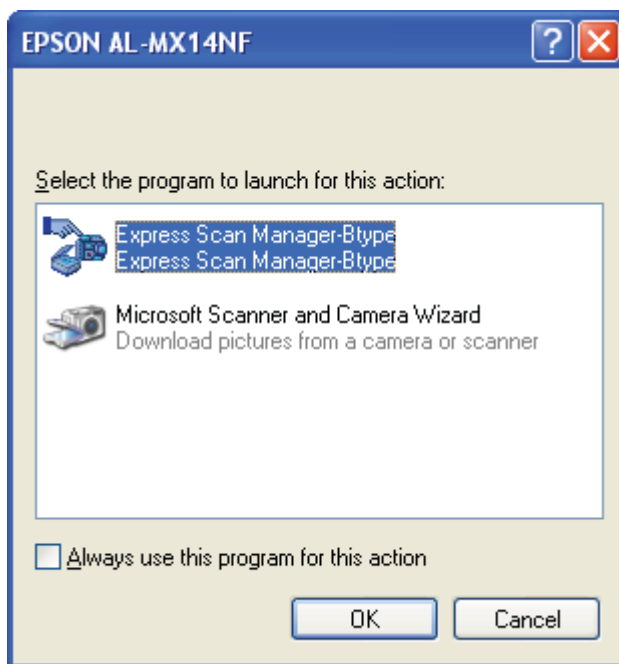 EPSON AL-MX14NF
Select the program to launch for this action:
Express Scan Manager-Btype
Express Scan Manager-Btype
Microsoft Scanner and Camera Wizard
Download pictures from a camera or scanner
Always use this program for this action
OK
Cancel